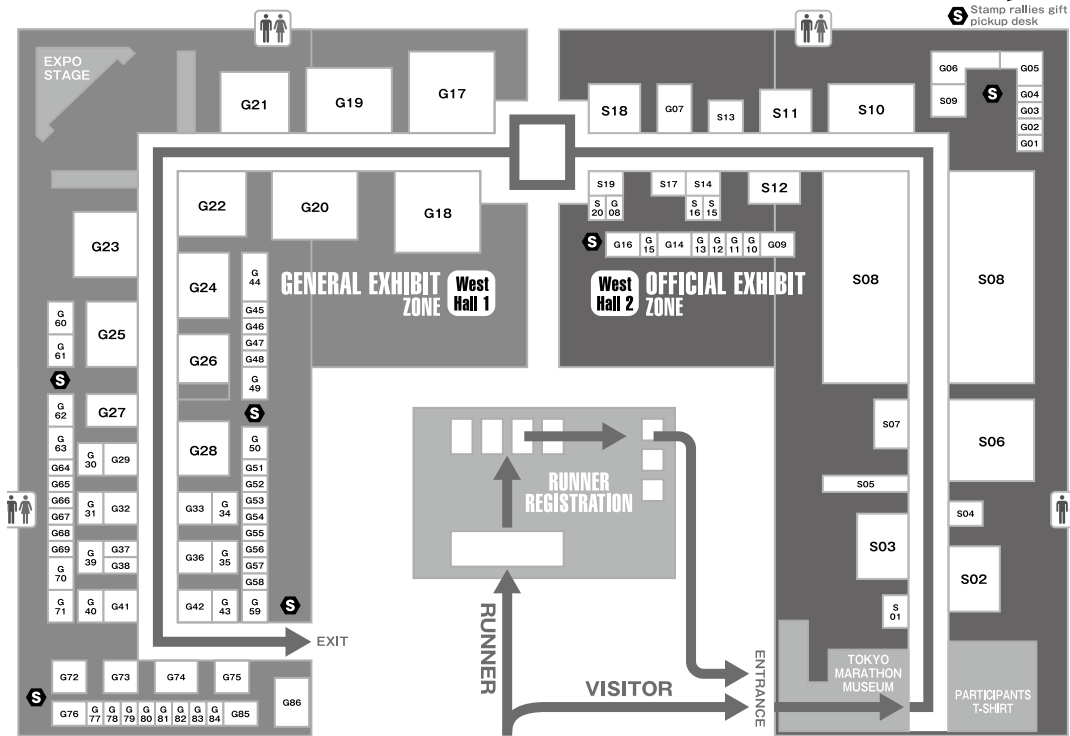 S Stamp rallies gift
pickup desk
EXPO
STAGE
G21
G19
G17
S18
G07
S13
S11
S10
G06
S09
S
G05
G04
G03
G02
G01
G22
G20
G18
S19
S
20
G
08
S17
S14
S
16
S
15
S12
S
G16
G
15
G14
G
13
G
12
G
11
G
10
G09
G23
G24
G
44
G45
G46
G47
G48
G
49
GENERAL EXHIBIT
ZONE
West
Hall 1
West
Hall 2
OFFICIAL EXHIBIT
ZONE
S08
S08
G
60
G
61
G25
G26
S
S
G
62
G27
G28
G
63
G64
G65
G66
G67
G68
G69
G
70
G
71
G
30
G29
G
31
G32
G
39
G37
G38
G
40
G41
G33
G
34
G36
G
35
G42
G
43
G
50
G51
G52
G53
G54
G55
G56
G57
G58
G
59
S
RUNNER
REGISTRATION
S07
S06
S05
S04
S03
S02
S
01
EXIT
RUNNER
VISITOR
ENTRANCE
TOKYO
MARATHON
MUSEUM
PARTICIPANTS
T-SHIRT
S
G72
G73
G74
G75
G86
G76
G
77
G
78
G
79
G
80
G
81
G
82
G
83
G
84
G85